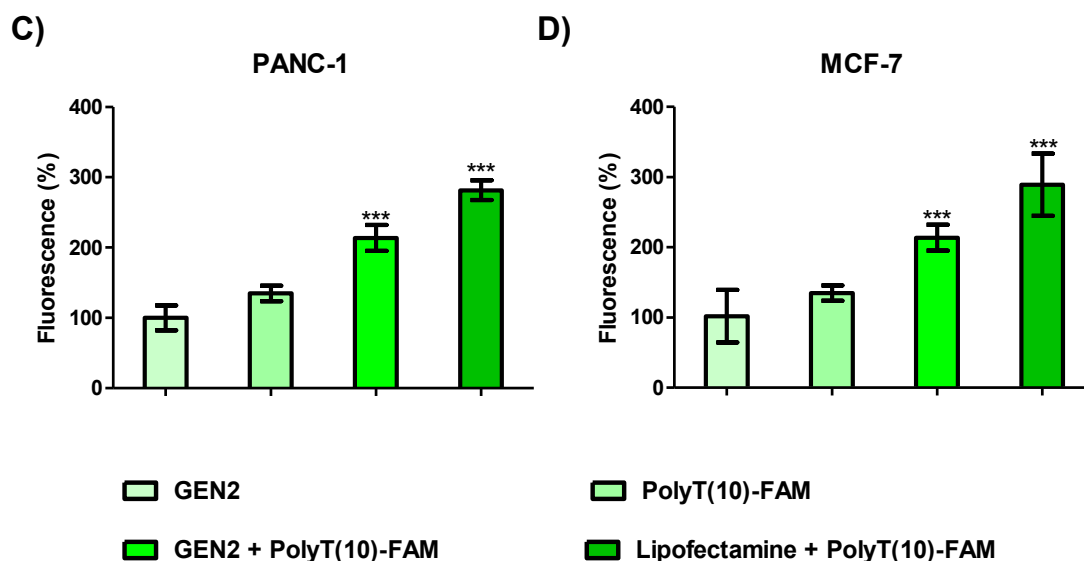 C)
PANC-1
400
300
200
100
0
Fluorescence (%)
***
***
D)
MCF-7
400
300
200
100
0
Fluorescence (%)
***
***
GEN2
PolyT(10)-FAM
GEN2 + PolyT(10)-FAM
Lipofectamine + PolyT(10)-FAM